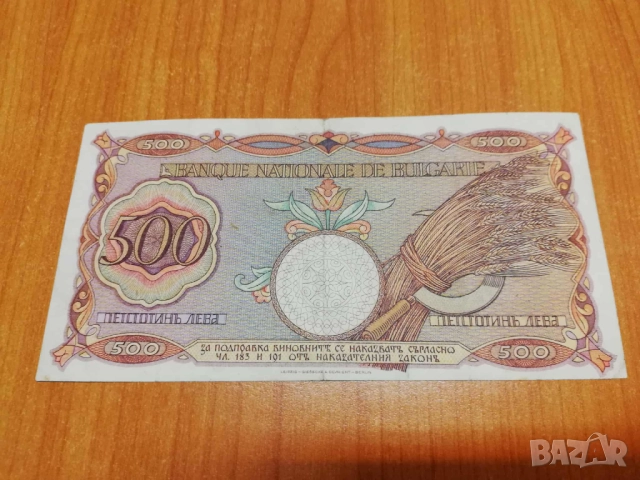 500 500
BANQUE NATIONALE DE BULGARIE
500
ПЕТСТОТИНЪ ЛЕВА ПЕТСТОТИНЪ ЛЕВА
500 500
ЗА ПОДПРАВКА ВИНОВНИТѢ СЕ НАКАЗВАТЪ СЪГЛАСНО
ЧЛ. 183 И 191 ОТЪ НАКАЗАТЕЛНИЯ ЗАКОНЪ
BAZAR